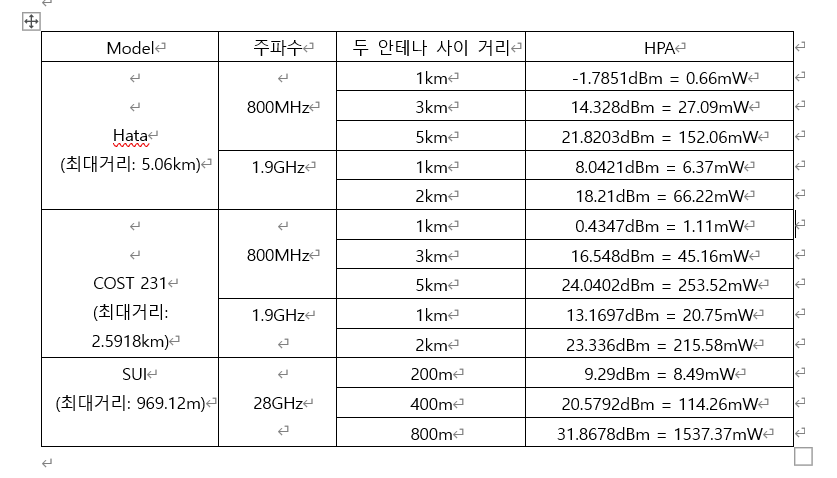 Model 주파수 두 안테나 사이 거리 HPA
Hata
(최대거리: 5.06km)
800MHz
1km -1.7851dBm = 0.66mW
3km 14.328dBm = 27.09mW
5km 21.8203dBm = 152.06mW
1.9GHz
1km 8.0421dBm = 6.37mW
2km 18.21dBm = 66.22mW
COST 231
(최대거리:
2.5918km)
800MHz
1km 0.4347dBm = 1.11mW
3km 16.548dBm = 45.16mW
5km 24.0402dBm = 253.52mW
1.9GHz
1km 13.1697dBm = 20.75mW
2km 23.336dBm = 215.58mW
SUI
(최대거리: 969.12m)
28GHz
200m 9.29dBm = 8.49mW
400m 20.5792dBm = 114.26mW
800m 31.8678dBm = 1537.37mW